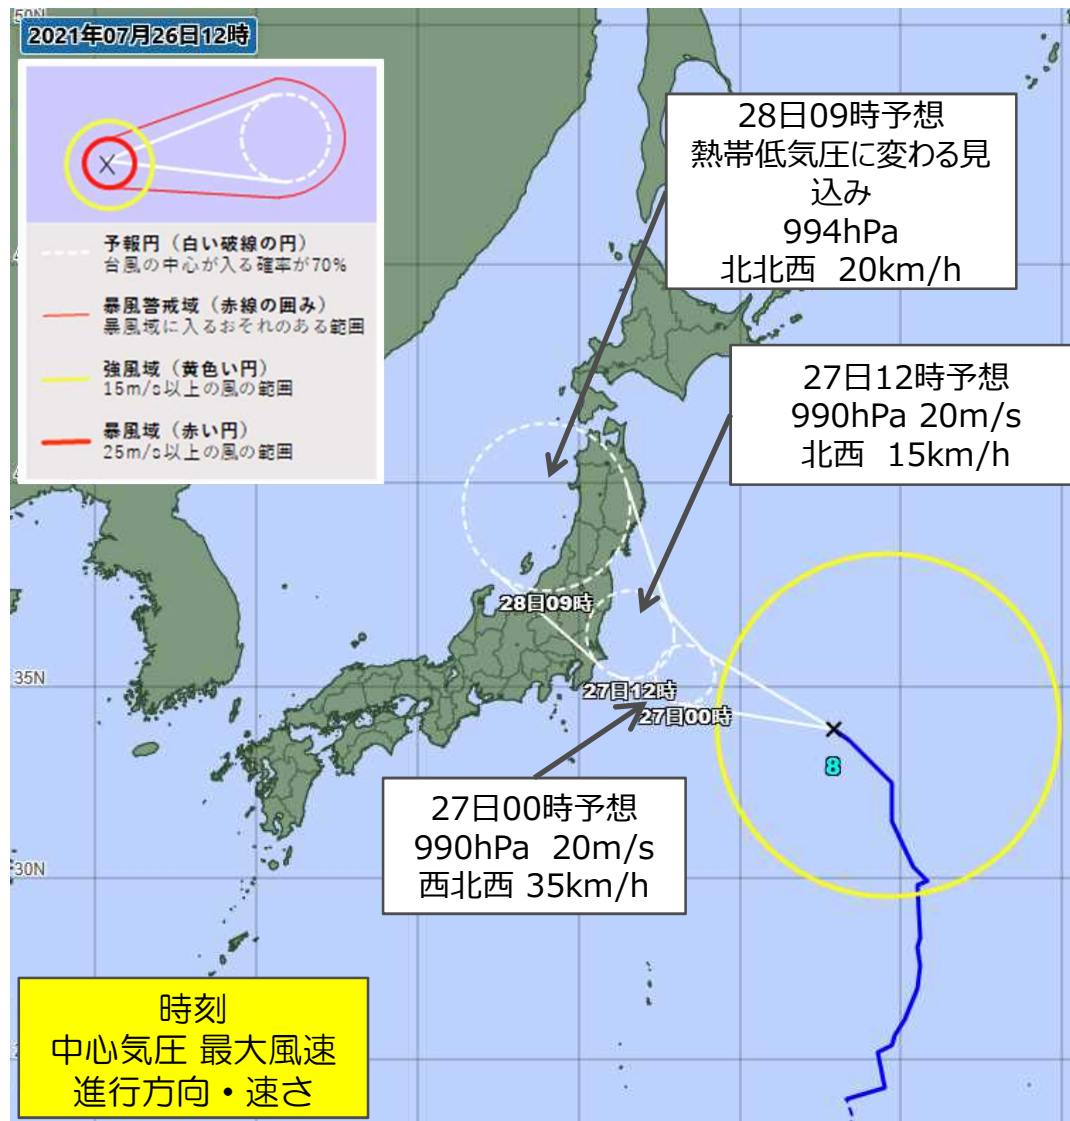 50N
2021年07月26日12時
予報円（白い破線の円）
台風の中心が入る確率が70%
暴風警戒域（赤線の囲み）
暴風域に入るおそれのある範囲
強風域（黄色い円）
15m/s以上の風の範囲
暴風域（赤い円）
25m/s以上の風の範囲
28日09時予想
熱帯低気圧に変わる見
込み
994hPa
北北西 20km/h
27日12時予想
990hPa 20m/s
北西 15km/h
28日09時
35N
27日12時
27日00時
8
27日00時予想
990hPa 20m/s
西北西 35km/h
30N
時刻
中心気圧 最大風速
進行方向・速さ